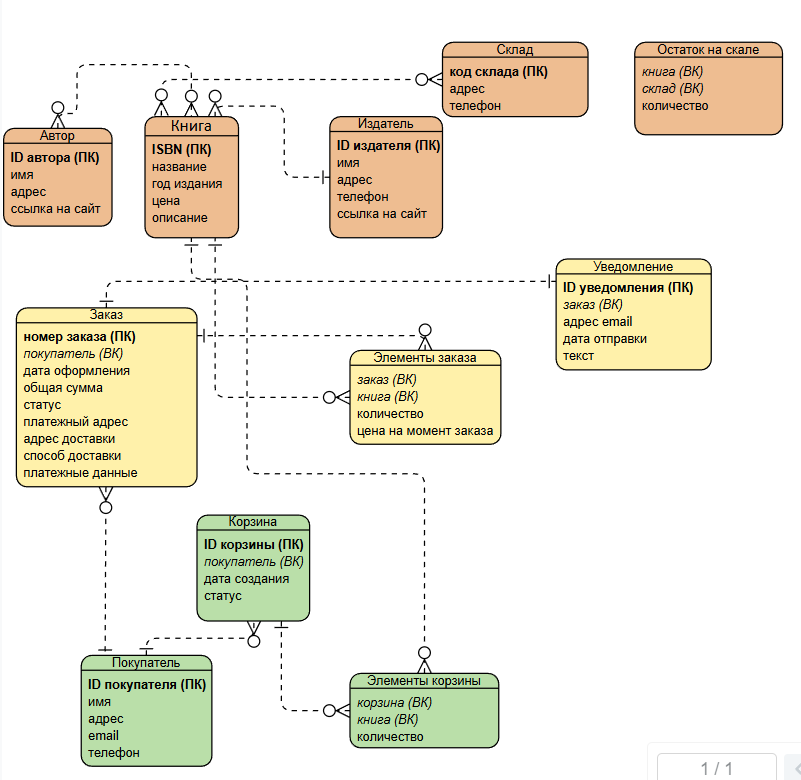 Склад
код склада (ПК)
адрес
телефон
Остаток на скале
книга (ВК)
склад (ВК)
количество
Автор
ID автора (ПК)
имя
адрес
ссылка на сайт
Книга
ISBN (ПК)
название
год издания
цена
описание
Издатель
ID издателя (ПК)
имя
адрес
телефон
ссылка на сайт
Уведомление
ID уведомления (ПК)
заказ (ВК)
адрес email
дата отправки
текст
Заказ
номер заказа (ПК)
покупатель (ВК)
дата оформления
общая сумма
статус
платежный адрес
адрес доставки
способ доставки
платежные данные
Элементы заказа
заказ (ВК)
книга (ВК)
количество
цена на момент заказа
Корзина
ID корзины (ПК)
покупатель (ВК)
дата создания
статус
Покупатель
ID покупателя (ПК)
имя
адрес
email
телефон
Элементы корзины
корзина (ВК)
книга (ВК)
количество
1 / 1